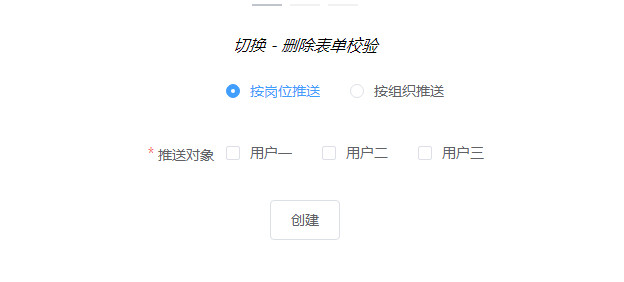 切换 - 删除表单校验
按岗位推送 按组织推送
* 推送对象 用户一 用户二 用户三
创建